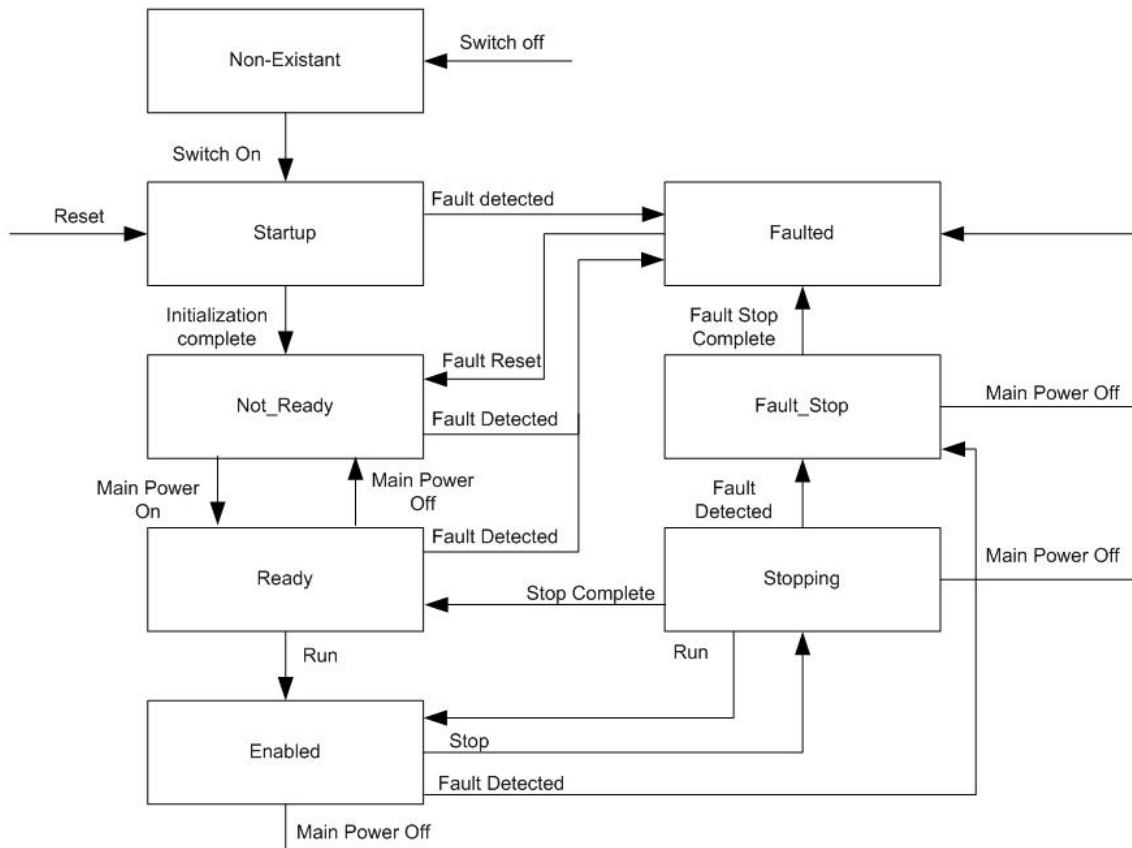 Non-Existant
Switch off
Switch On
Reset
Startup
Fault detected
Faulted
Initialization
complete
Fault Reset
Fault Stop
Complete
Not_Ready
Fault Detected
Fault_Stop
Main Power Off
Main Power
On
Main Power
Off
Fault
Detected
Fault Detected
Ready
Stop Complete
Stopping
Main Power Off
Run
Run
Enabled
Stop
Fault Detected
Main Power Off